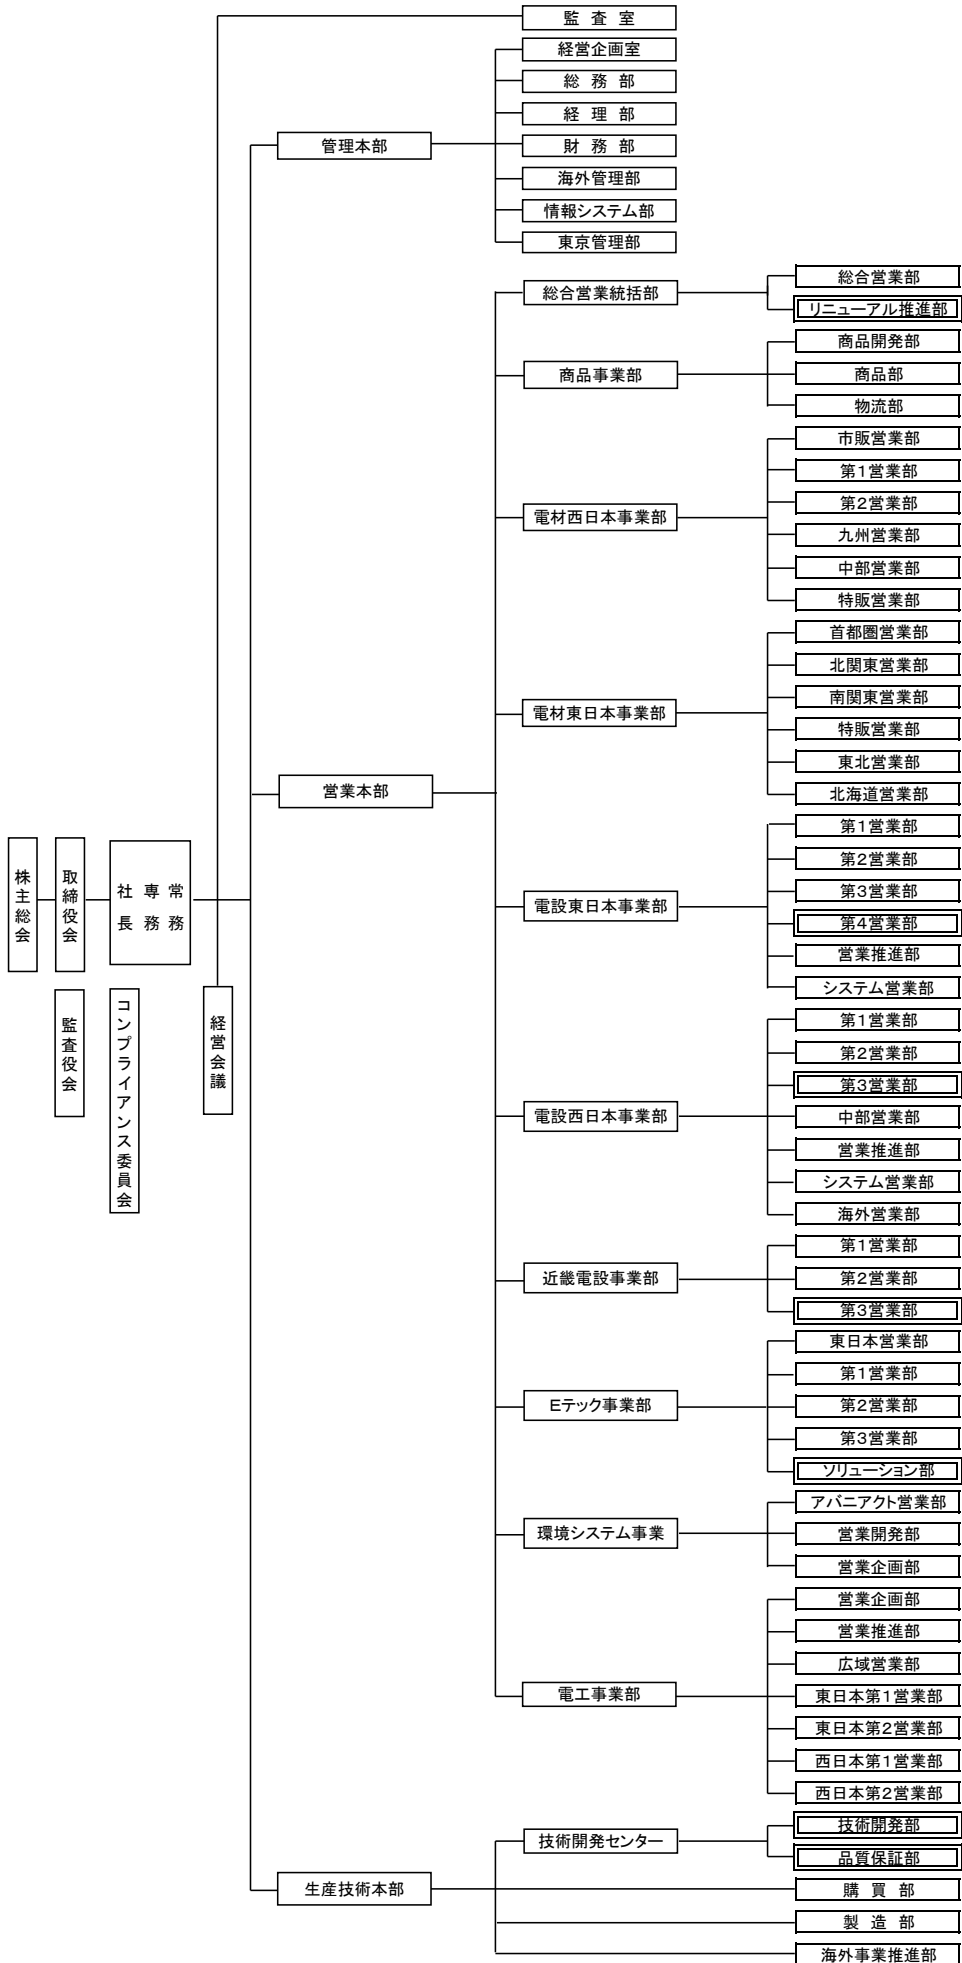 監 査 室
経営企画室
総 務 部
経 理 部
管理本部
財 務 部
海外管理部
情報システム部
東京管理部
総合営業統括部
総合営業部
リニューアル推進部
商品事業部
商品開発部
商品部
物流部
電材西日本事業部
市販営業部
第1営業部
第2営業部
九州営業部
中部営業部
特販営業部
電材東日本事業部
首都圏営業部
北関東営業部
南関東営業部
特販営業部
東北営業部
北海道営業部
営業本部
株主総会
取締役会
社長
専務
常務
監査役会
コンプライアンス委員会
経営会議
電設東日本事業部
第1営業部
第2営業部
第3営業部
第4営業部
営業推進部
システム営業部
電設西日本事業部
第1営業部
第2営業部
第3営業部
中部営業部
営業推進部
システム営業部
海外営業部
近畿電設事業部
第1営業部
第2営業部
第3営業部
Eテック事業部
東日本営業部
第1営業部
第2営業部
第3営業部
ソリューション部
環境システム事業
アバニアクト営業部
営業開発部
営業企画部
電工事業部
営業企画部
営業推進部
広域営業部
東日本第1営業部
東日本第2営業部
西日本第1営業部
西日本第2営業部
生産技術本部
技術開発センター
技術開発部
品質保証部
購 買 部
製 造 部
海外事業推進部